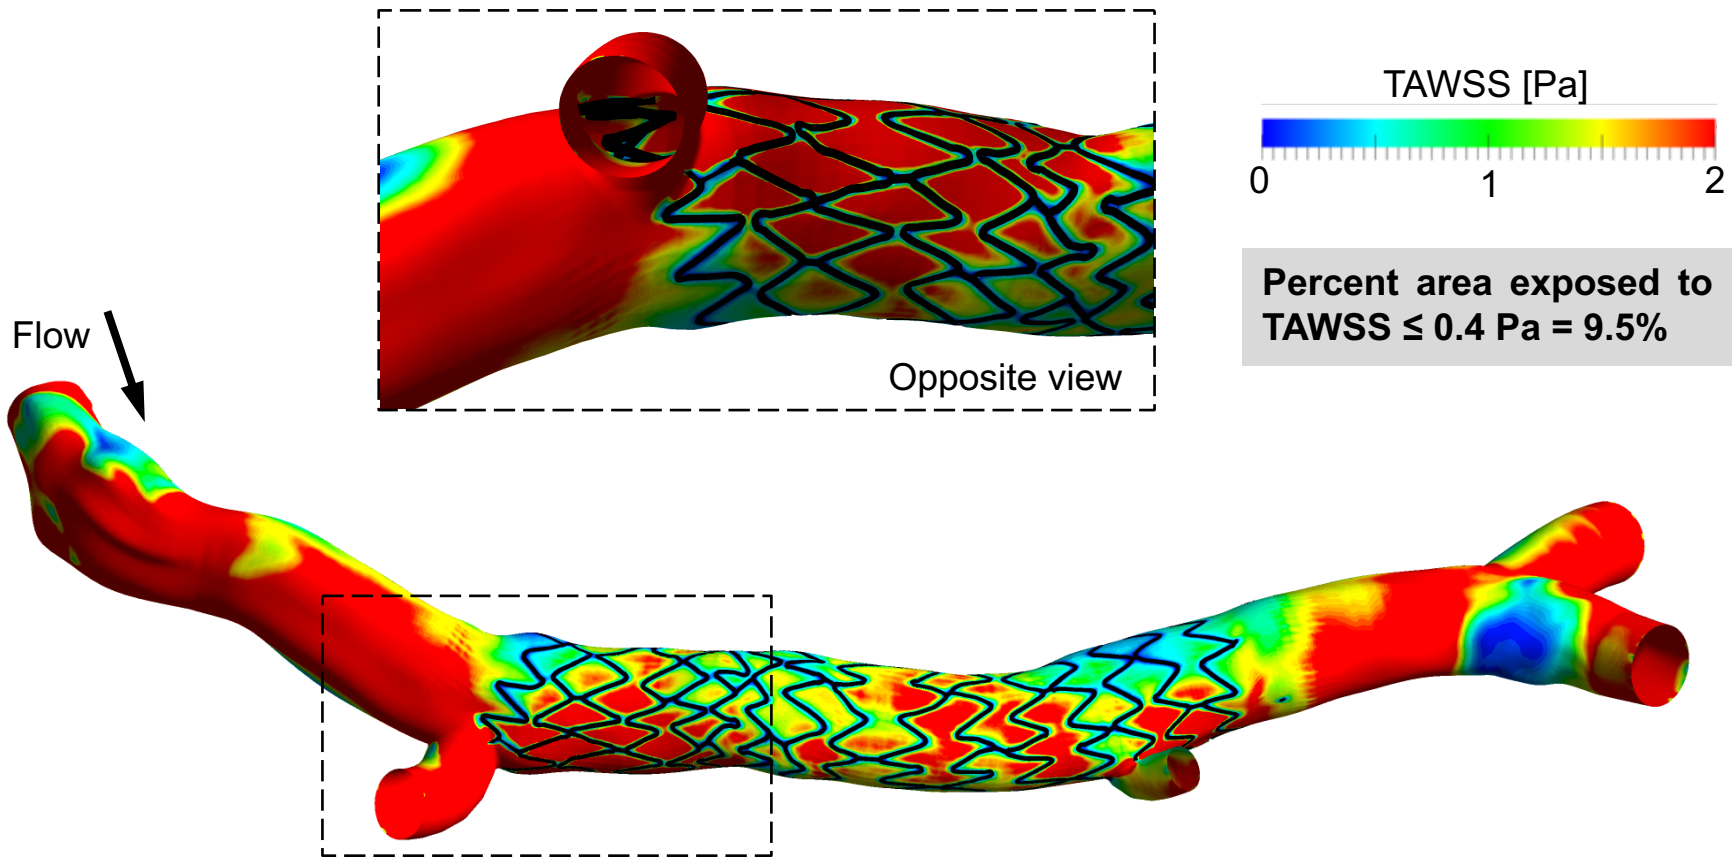 TAWSS [Pa]
0 1 2
Percent area exposed to
TAWSS ≤ 0.4 Pa = 9.5%
Flow
Opposite view